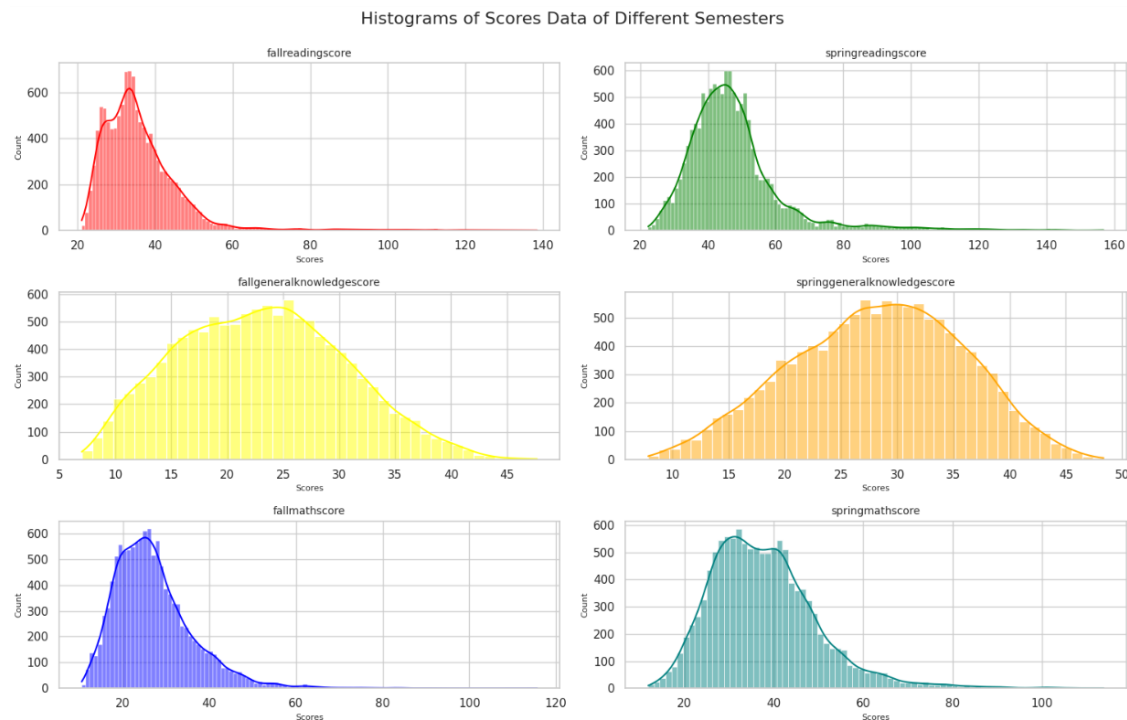 Histograms of Scores Data of Different Semesters
fallreadingscore
Count
600
400
200
0
20 40 60 80 100 120 140
Scores
springreadingscore
Count
600
500
400
300
200
100
0
40 60 80 100 120 140 160
Scores
fallgeneralknowledgescore
Count
600
500
400
300
200
100
0
5 10 15 20 25 30 35 40 45
Scores
springgeneralknowledgescore
Count
500
400
300
200
100
0
10 15 20 25 30 35 40 45 50
Scores
fallmathscore
Count
600
500
400
300
200
100
0
20 40 60 80 100 120
Scores
springmathscore
Count
600
500
400
300
200
100
0
20 40 60 80 100
Scores